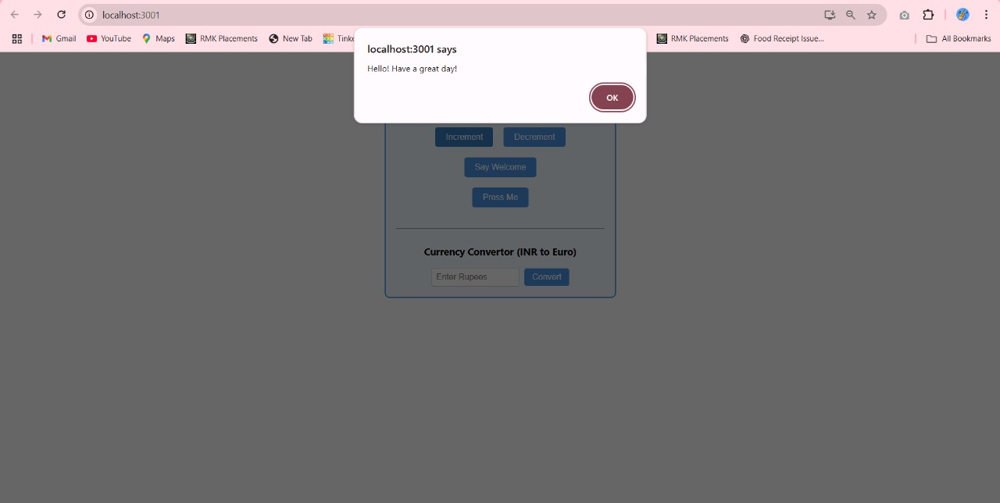 localhost:3001
Gmail
YouTube
Maps
RMK Placements
New Tab
RMK Placements
Food Receipt Issue...
All Bookmarks
localhost:3001 says
Hello! Have a great day!
OK
Increment
Decrement
Say Welcome
Press Me
Currency Convertor (INR to Euro)
Enter Rupees
Convert